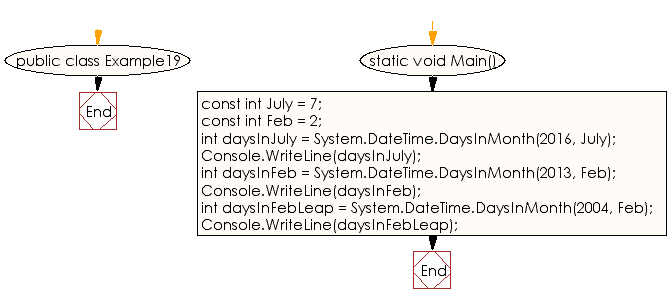 public class Example19
End
static void Main()
const int July = 7;
const int Feb = 2;
int daysInJuly = System.DateTime.DaysInMonth(2016, July);
Console.WriteLine(daysInJuly);
int daysInFeb = System.DateTime.DaysInMonth(2013, Feb);
Console.WriteLine(daysInFeb);
int daysInFebLeap = System.DateTime.DaysInMonth(2004, Feb);
Console.WriteLine(daysInFebLeap);
End